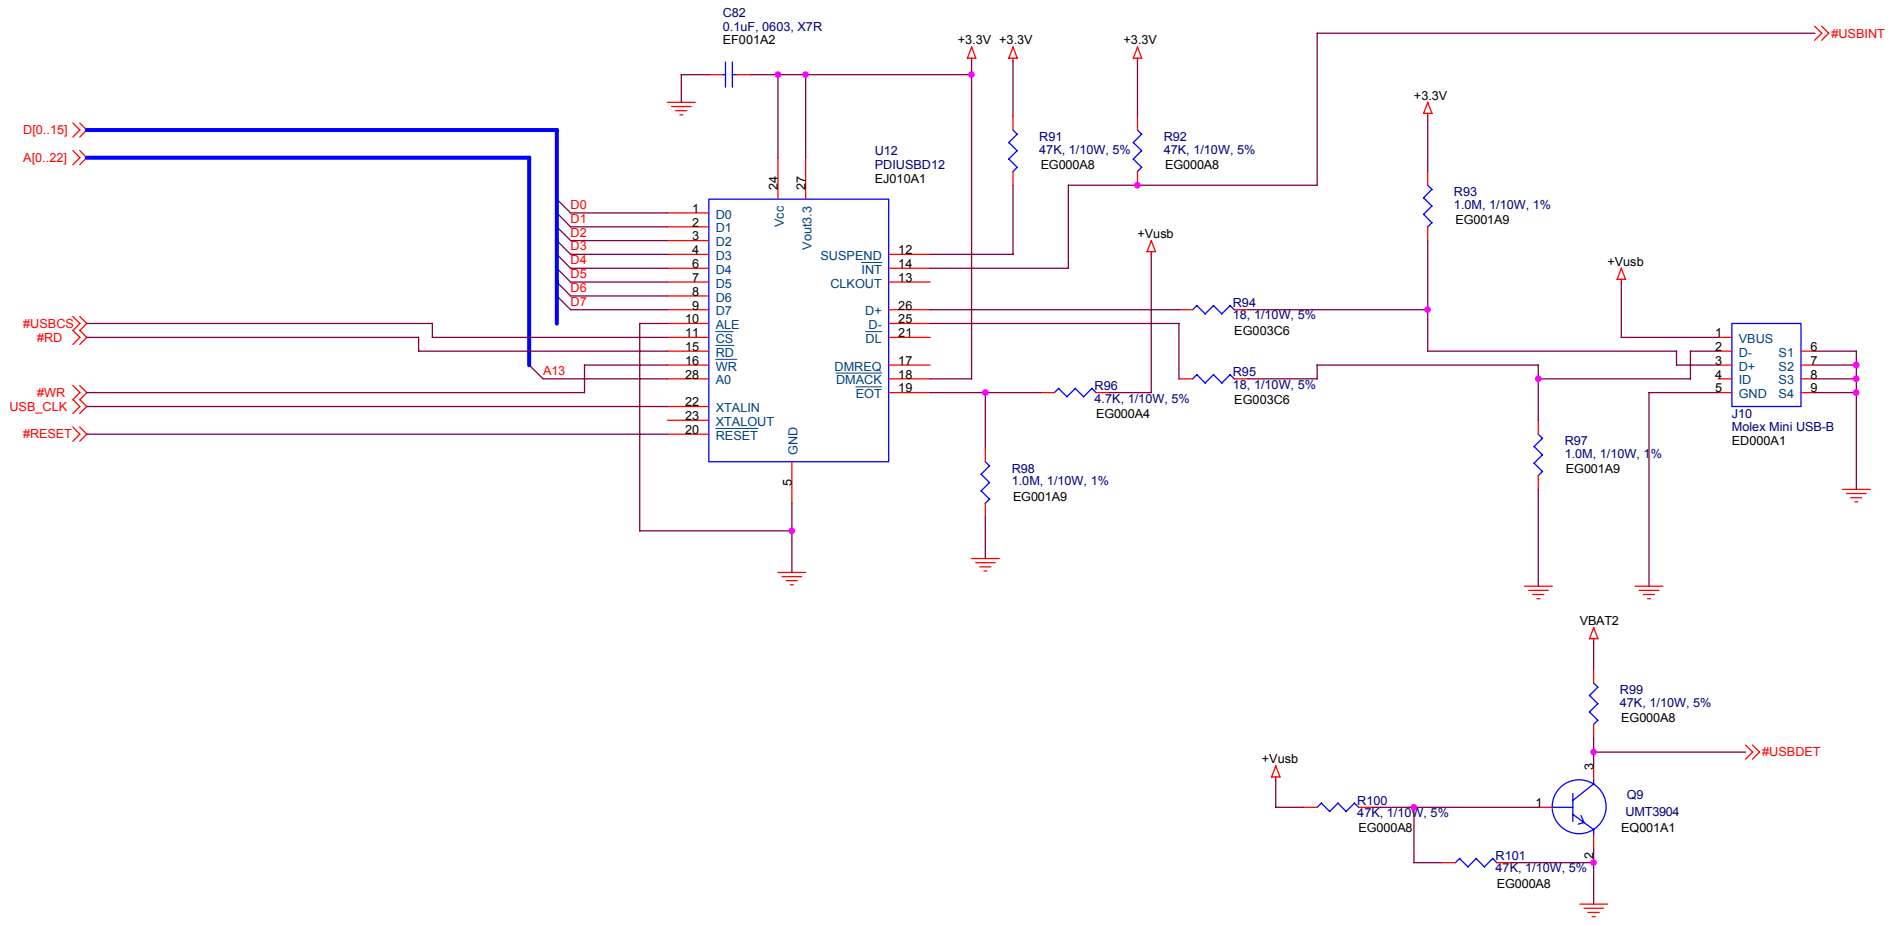 C82
0.1uF, 0603, X7R
EF001A2
+3.3V
+3.3V
+3.3V
#USBINT
+3.3V
D[0..15]
A[0..22]
R91
47K, 1/10W, 5%
EG000A8
R92
47K, 1/10W, 5%
EG000A8
U12
PDIUSBD12
EJ010A1
24
27
Vcc
Vout3.3
R93
1.0M, 1/10W, 1%
EG001A9
D0
D1
D2
D3
D4
D5
D6
D7
1
2
3
4
6
7
8
9
10
11
15
16
28
22
23
20
D0
D1
D2
D3
D4
D5
D6
D7
ALE
CS
RD
WR
A0
XTALIN
XTALOUT
RESET
SUSPEND
INT
CLKOUT
D+
D-
DL
DMREQ
DMACK
EOT
12
14
13
26
25
21
17
18
19
GND
5
#USBCS
#RD
A13
#WR
USB_CLK
#RESET
+Vusb
R94
18, 1/10W, 5%
EG003C6
R95
18, 1/10W, 5%
EG003C6
R96
4.7K, 1/10W, 5%
EG000A4
R98
1.0M, 1/10W, 1%
EG001A9
+Vusb
1
2
3
4
5
VBUS
D-
D+
ID
GND
S1
S2
S3
S4
6
7
8
9
J10
Molex Mini USB-B
ED000A1
R97
1.0M, 1/10W, 1%
EG001A9
VBAT2
R99
47K, 1/10W, 5%
EG000A8
#USBDET
+Vusb
3
R100
47K, 1/10W, 5%
EG000A8
1
Q9
UMT3904
EQ001A1
2
R101
47K, 1/10W, 5%
EG000A8